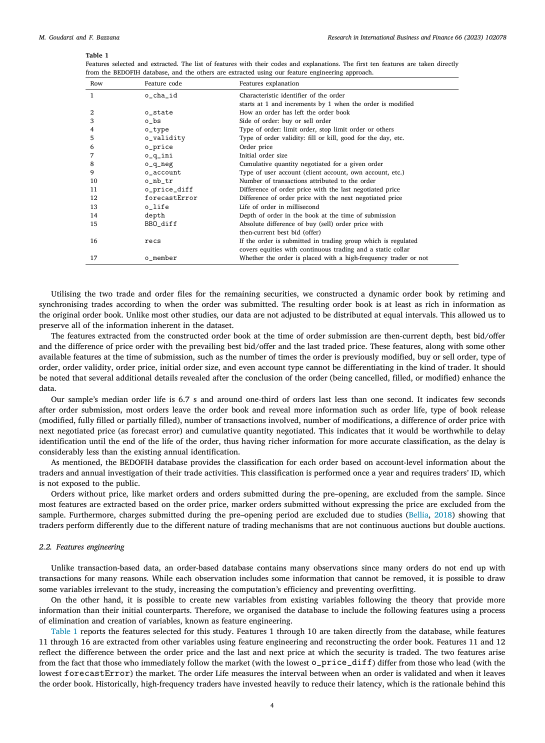 M. Goudarzi and F. Bazzana
Research in International Business and Finance 66 (2023) 102078
Table 1
Features selected and extracted. The list of features with their codes and explanations. The first ten features are taken directly
from the BEDOFIH database, and the others are extracted using our feature engineering approach.
Row Feature code Features explanation
1 o_cha_id Characteristic identifier of the order
starts at 1 and increments by 1 when the order is modified
2 o_state How an order has left the order book
3 o_bs Side of order: buy or sell order
4 o_type Type of order: limit order, stop limit order or others
5 o_validity Type of order validity: fill or kill, good for the day, etc.
6 o_price Order price
7 o_q_ini Initial order size
8 o_q_neg Cumulative quantity negotiated for a given order
9 o_account Type of user account (client account, own account, etc.)
10 o_nb_tr Number of transactions attributed to the order
11 o_price_diff Difference of order price with the last negotiated price
12 forecastError Difference of order price with the next negotiated price
13 o_life Life of order in millisecond
14 depth Depth of order in the book at the time of submission
15 BBO_diff Absolute difference of buy (sell) order price with
then-current best bid (offer)
16 recs If the order is submitted in trading group which is regulated
covers equities with continuous trading and a static collar
17 o_member Whether the order is placed with a high-frequency trader or not
Utilising the two trade and order files for the remaining securities, we constructed a dynamic order book by retiming and
synchronising trades according to when the order was submitted. The resulting order book is at least as rich in information as
the original order book. Unlike most other studies, our data are not adjusted to be distributed at equal intervals. This allowed us to
preserve all of the information inherent in the dataset.
The features extracted from the constructed order book at the time of order submission are then-current depth, best bid/offer
and the difference of price order with the prevailing best bid/offer and the last traded price. These features, along with some other
available features at the time of submission, such as the number of times the order is previously modified, buy or sell order, type of
order, order validity, order price, initial order size, and even account type cannot be differentiating in the kind of trader. It should
be noted that several additional details revealed after the conclusion of the order (being cancelled, filled, or modified) enhance the
data.
Our sample's median order life is 6.7 s and around one-third of orders last less than one second. It indicates few seconds
after order submission, most orders leave the order book and reveal more information such as order life, type of book release
(modified, fully filled or partially filled), number of transactions involved, number of modifications, a difference of order price with
next negotiated price (as forecast error) and cumulative quantity negotiated. This indicates that it would be worthwhile to delay
identification until the end of the life of the order, thus having richer information for more accurate classification, as the delay is
considerably less than the existing annual identification.
As mentioned, the BEDOFIH database provides the classification for each order based on account-level information about the
traders and annual investigation of their trade activities. This classification is performed once a year and requires traders' ID, which
is not exposed to the public.
Orders without price, like market orders and orders submitted during the pre–opening, are excluded from the sample. Since
most features are extracted based on the order price, marker orders submitted without expressing the price are excluded from the
sample. Furthermore, charges submitted during the pre–opening period are excluded due to studies (Bellia, 2018) showing that
traders perform differently due to the different nature of trading mechanisms that are not continuous auctions but double auctions.
2.2. Features engineering
Unlike transaction-based data, an order-based database contains many observations since many orders do not end up with
transactions for many reasons. While each observation includes some information that cannot be removed, it is possible to draw
some variables irrelevant to the study, increasing the computation's efficiency and preventing overfitting.
On the other hand, it is possible to create new variables from existing variables following the theory that provide more
information than their initial counterparts. Therefore, we organised the database to include the following features using a process
of elimination and creation of variables, known as feature engineering.
Table 1 reports the features selected for this study. Features 1 through 10 are taken directly from the database, while features
11 through 16 are extracted from other variables using feature engineering and reconstructing the order book. Features 11 and 12
reflect the difference between the order price and the last and next price at which the security is traded. The two features arise
from the fact that those who immediately follow the market (with the lowest o_price_diff) differ from those who lead (with the
lowest forecastError) the market. The order Life measures the interval between when an order is validated and when it leaves
the order book. Historically, high-frequency traders have invested heavily to reduce their latency, which is the rationale behind this
4